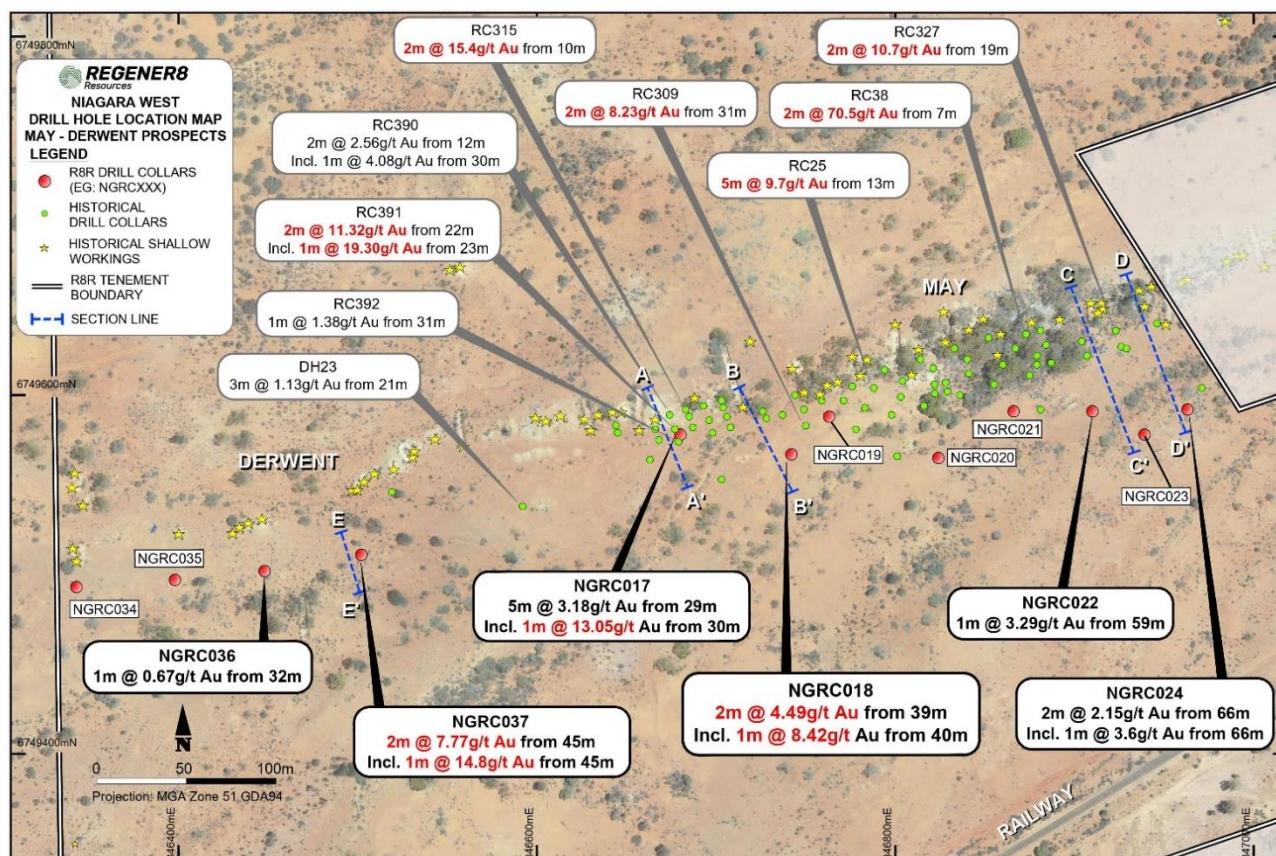 6749800mN
REGENER8
Resources
NIAGARA WEST
DRILL HOLE LOCATION MAP
MAY - DERWENT PROSPECTS
LEGEND
R8R DRILL COLLARS
(EG: NGRCXXX)
HISTORICAL
DRILL COLLARS
HISTORICAL SHALLOW
WORKINGS
R8R TENEMENT
BOUNDARY
SECTION LINE
RC315
2m @ 15.4g/t Au from 10m
RC327
2m @ 10.7g/t Au from 19m
RC309
2m @ 8.23g/t Au from 31m
RC38
2m @ 70.5g/t Au from 7m
RC390
2m @ 2.56g/t Au from 12m
Incl. 1m @ 4.08g/t Au from 30m
RC25
5m @ 9.7g/t Au from 13m
RC391
2m @ 11.32g/t Au from 22m
Incl. 1m @ 19.30g/t Au from 23m
RC392
1m @ 1.38g/t Au from 31m
DH23
3m @ 1.13g/t Au from 21m
MAY
C
D
A
B
6749600mN
DERWENT
NGRC021
NGRC019
NGRC020
C'
D'
NGRC023
A'
B'
E
E'
NGRC035
NGRC034
NGRC017
5m @ 3.18g/t Au from 29m
Incl. 1m @ 13.05g/t Au from 30m
NGRC022
1m @ 3.29g/t Au from 59m
NGRC036
1m @ 0.67g/t Au from 32m
NGRC018
2m @ 4.49g/t Au from 39m
Incl. 1m @ 8.42g/t Au from 40m
NGRC024
2m @ 2.15g/t Au from 66m
Incl. 1m @ 3.6g/t Au from 66m
NGRC037
2m @ 7.77g/t Au from 45m
Incl. 1m @ 14.8g/t Au from 45m
N
6749400mN
0 50 100m
Projection: MGA Zone 51 GDA94
RAILWAY
46400mE
46600mE
46800mE
47000mE